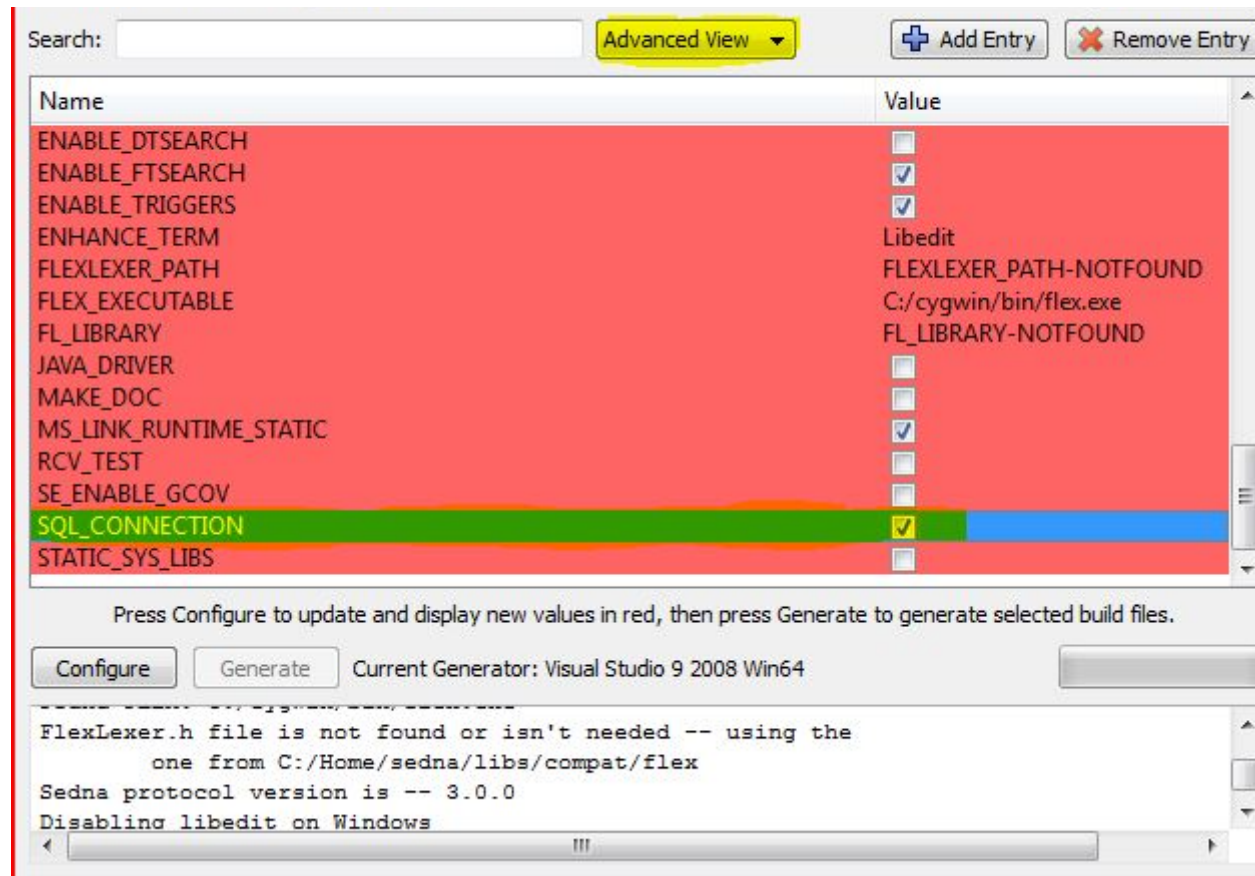 Search: Advanced View Add Entry Remove Entry
Name Value
ENABLE_DTSEARCH
ENABLE_FTSEARCH
ENABLE_TRIGGERS
ENHANCE_TERM Libedit
FLEXLEXER_PATH FLEXLEXER_PATH-NOTFOUND
FLEX_EXECUTABLE C:/cygwin/bin/flex.exe
FL_LIBRARY FL_LIBRARY-NOTFOUND
JAVA_DRIVER
MAKE_DOC
MS_LINK_RUNTIME_STATIC
RCV_TEST
SE_ENABLE_GCOV
SQL_CONNECTION
STATIC_SYS_LIBS
Press Configure to update and display new values in red, then press Generate to generate selected build files.
Configure Generate Current Generator: Visual Studio 9 2008 Win64
FlexLexer.h file is not found or isn't needed -- using the
one from C:/Home/sedna/libs/compat/flex
Sedna protocol version is -- 3.0.0
Disabling libedit on Windows